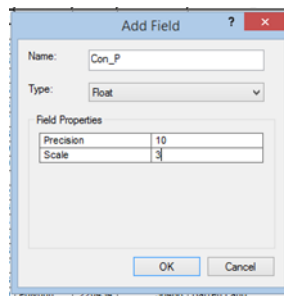 Add Field ? ×
Name: Con_P
Type: Float
Field Properties
Precision 10
Scale 3
OK Cancel